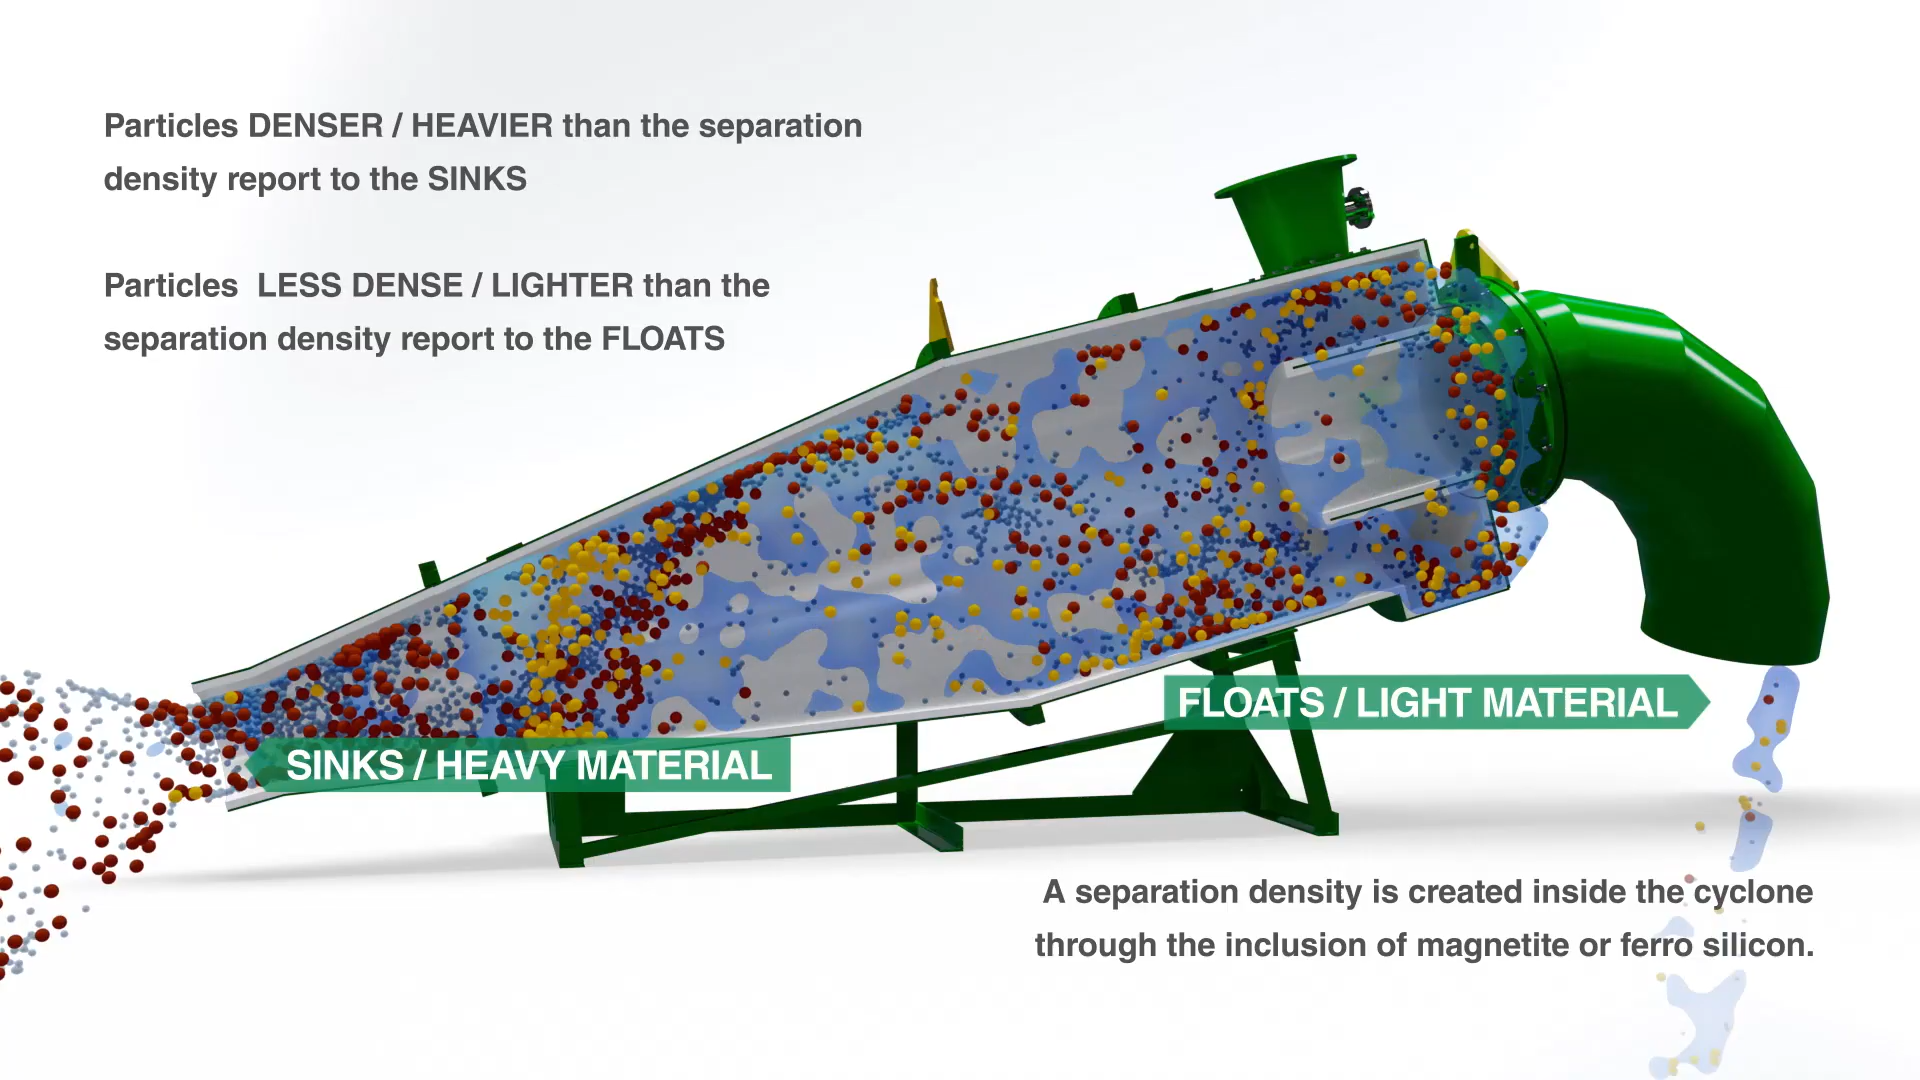 Particles DENSER / HEAVIER than the separation
density report to the SINKS
Particles LESS DENSE / LIGHTER than the
separation density report to the FLOATS
FLOATS / LIGHT MATERIAL
SINKS / HEAVY MATERIAL
A separation density is created inside the cyclone
through the inclusion of magnetite or ferro silicon.